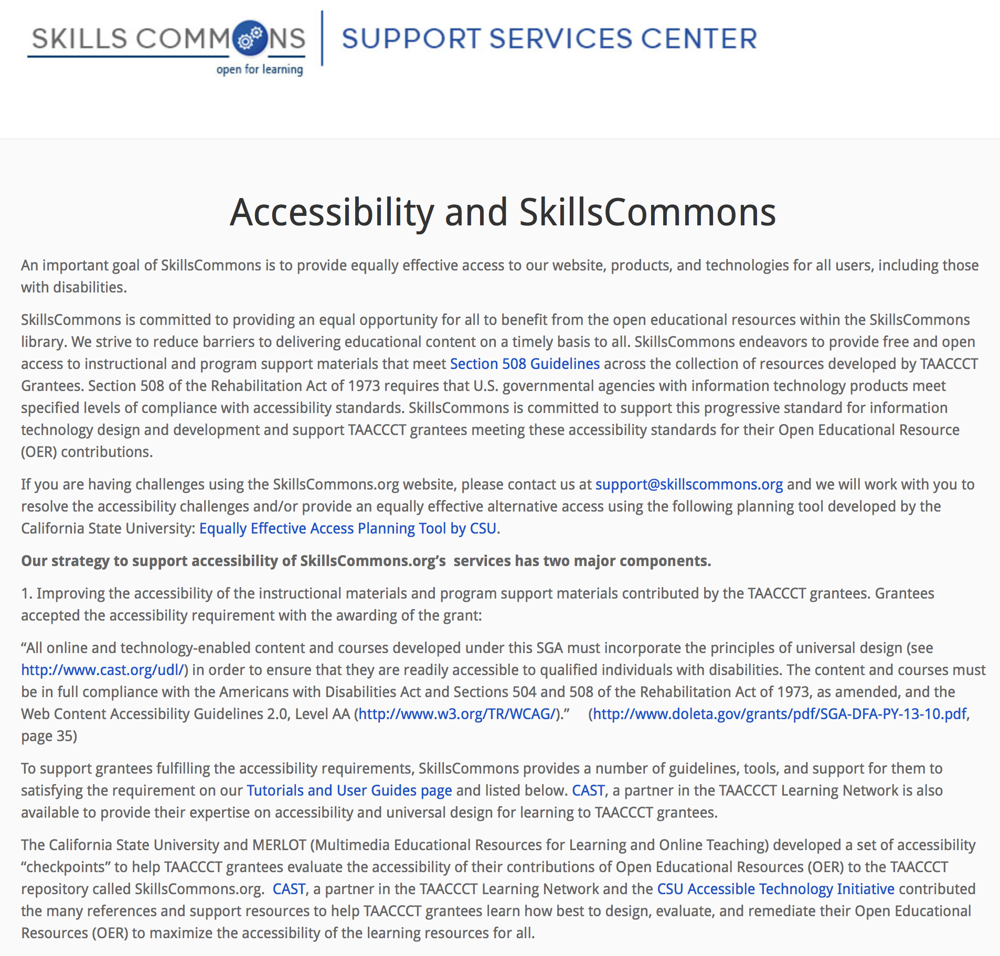 SKILLS COMMONS
open for learning
SUPPORT SERVICES CENTER
Accessibility and SkillsCommons
An important goal of SkillsCommons is to provide equally effective access to our website, products, and technologies for all users, including those
with disabilities.
SkillsCommons is committed to providing an equal opportunity for all to benefit from the open educational resources within the SkillsCommons
library. We strive to reduce barriers to delivering educational content on a timely basis to all. SkillsCommons endeavors to provide free and open
access to instructional and program support materials that meet Section 508 Guidelines across the collection of resources developed by TAACCCT
Grantees. Section 508 of the Rehabilitation Act of 1973 requires that U.S. governmental agencies with information technology products meet
specified levels of compliance with accessibility standards. SkillsCommons is committed to support this progressive standard for information
technology design and development and support TAACCCT grantees meeting these accessibility standards for their Open Educational Resource
(OER) contributions.
If you are having challenges using the SkillsCommons.org website, please contact us at support@skillscommons.org and we will work with you to
resolve the accessibility challenges and/or provide an equally effective alternative access using the following planning tool developed by the
California State University: Equally Effective Access Planning Tool by CSU.
Our strategy to support accessibility of SkillsCommons.org’s  services has two major components.
1. Improving the accessibility of the instructional materials and program support materials contributed by the TAACCCT grantees. Grantees
accepted the accessibility requirement with the awarding of the grant:
“All online and technology-enabled content and courses developed under this SGA must incorporate the principles of universal design (see
http://www.cast.org/udl/) in order to ensure that they are readily accessible to qualified individuals with disabilities. The content and courses must
be in full compliance with the Americans with Disabilities Act and Sections 504 and 508 of the Rehabilitation Act of 1973, as amended, and the
Web Content Accessibility Guidelines 2.0, Level AA (http://www.w3.org/TR/WCAG/).”    (http://www.doleta.gov/grants/pdf/SGA-DFA-PY-13-10.pdf,
page 35)
To support grantees fulfilling the accessibility requirements, SkillsCommons provides a number of guidelines, tools, and support for them to
satisfying the requirement on our Tutorials and User Guides page and listed below. CAST, a partner in the TAACCCT Learning Network is also
available to provide their expertise on accessibility and universal design for learning to TAACCCT grantees.
The California State University and MERLOT (Multimedia Educational Resources for Learning and Online Teaching) developed a set of accessibility
“checkpoints” to help TAACCCT grantees evaluate the accessibility of their contributions of Open Educational Resources (OER) to the TAACCCT
repository called SkillsCommons.org.  CAST, a partner in the TAACCCT Learning Network and the CSU Accessible Technology Initiative contributed
the many references and support resources to help TAACCCT grantees learn how best to design, evaluate, and remediate their Open Educational
Resources (OER) to maximize the accessibility of the learning resources for all.